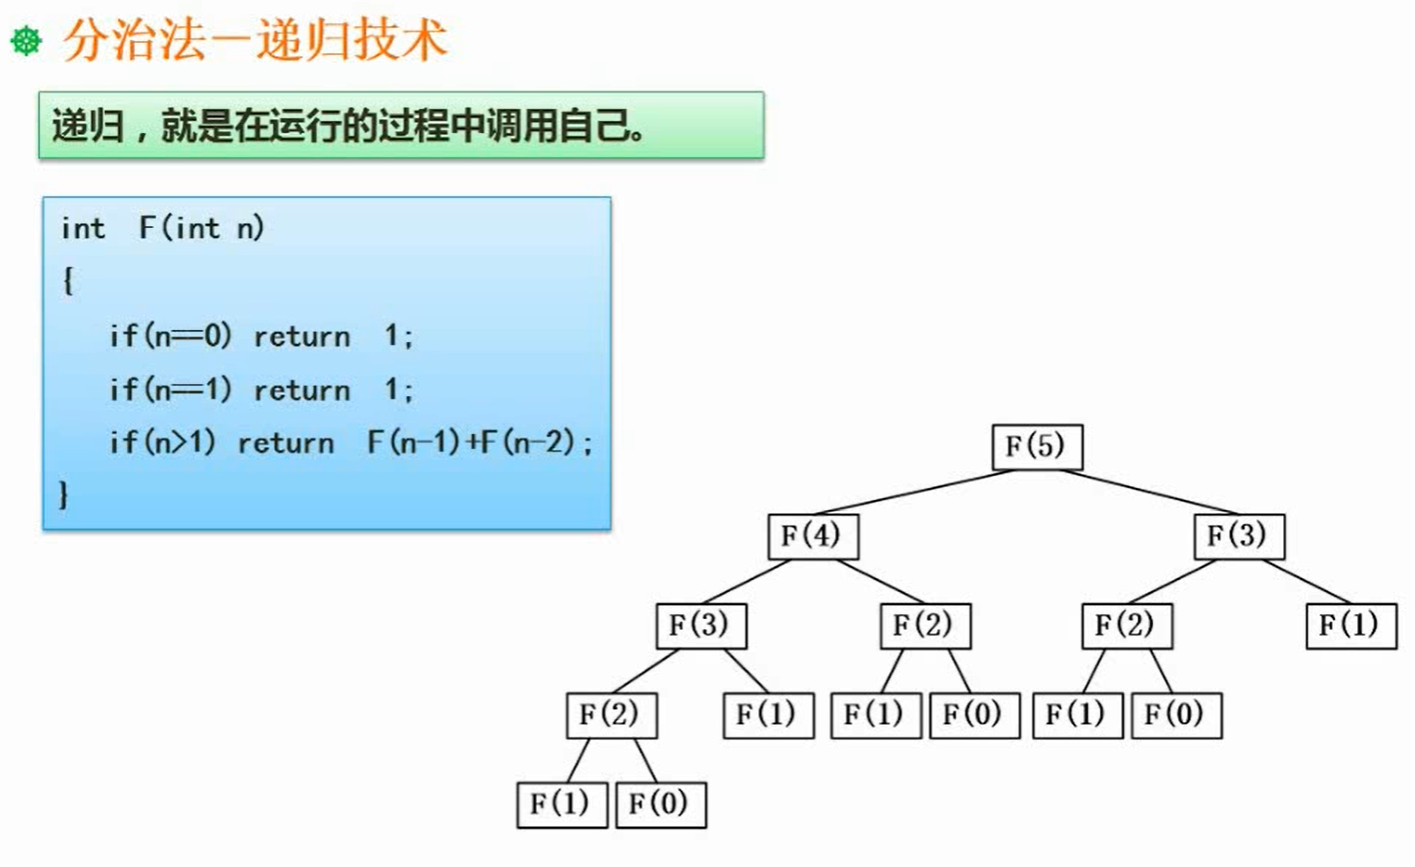 分治法－递归技术
递归，就是在运行的过程中调用自己。
int F(int n)
{
if(n==0) return 1;
if(n==1) return 1;
if(n>1) return F(n-1)+F(n-2);
}
F(5)
F(4) F(3)
F(3) F(2) F(2) F(1)
F(2) F(1) F(1) F(0) F(1) F(0)
F(1) F(0)